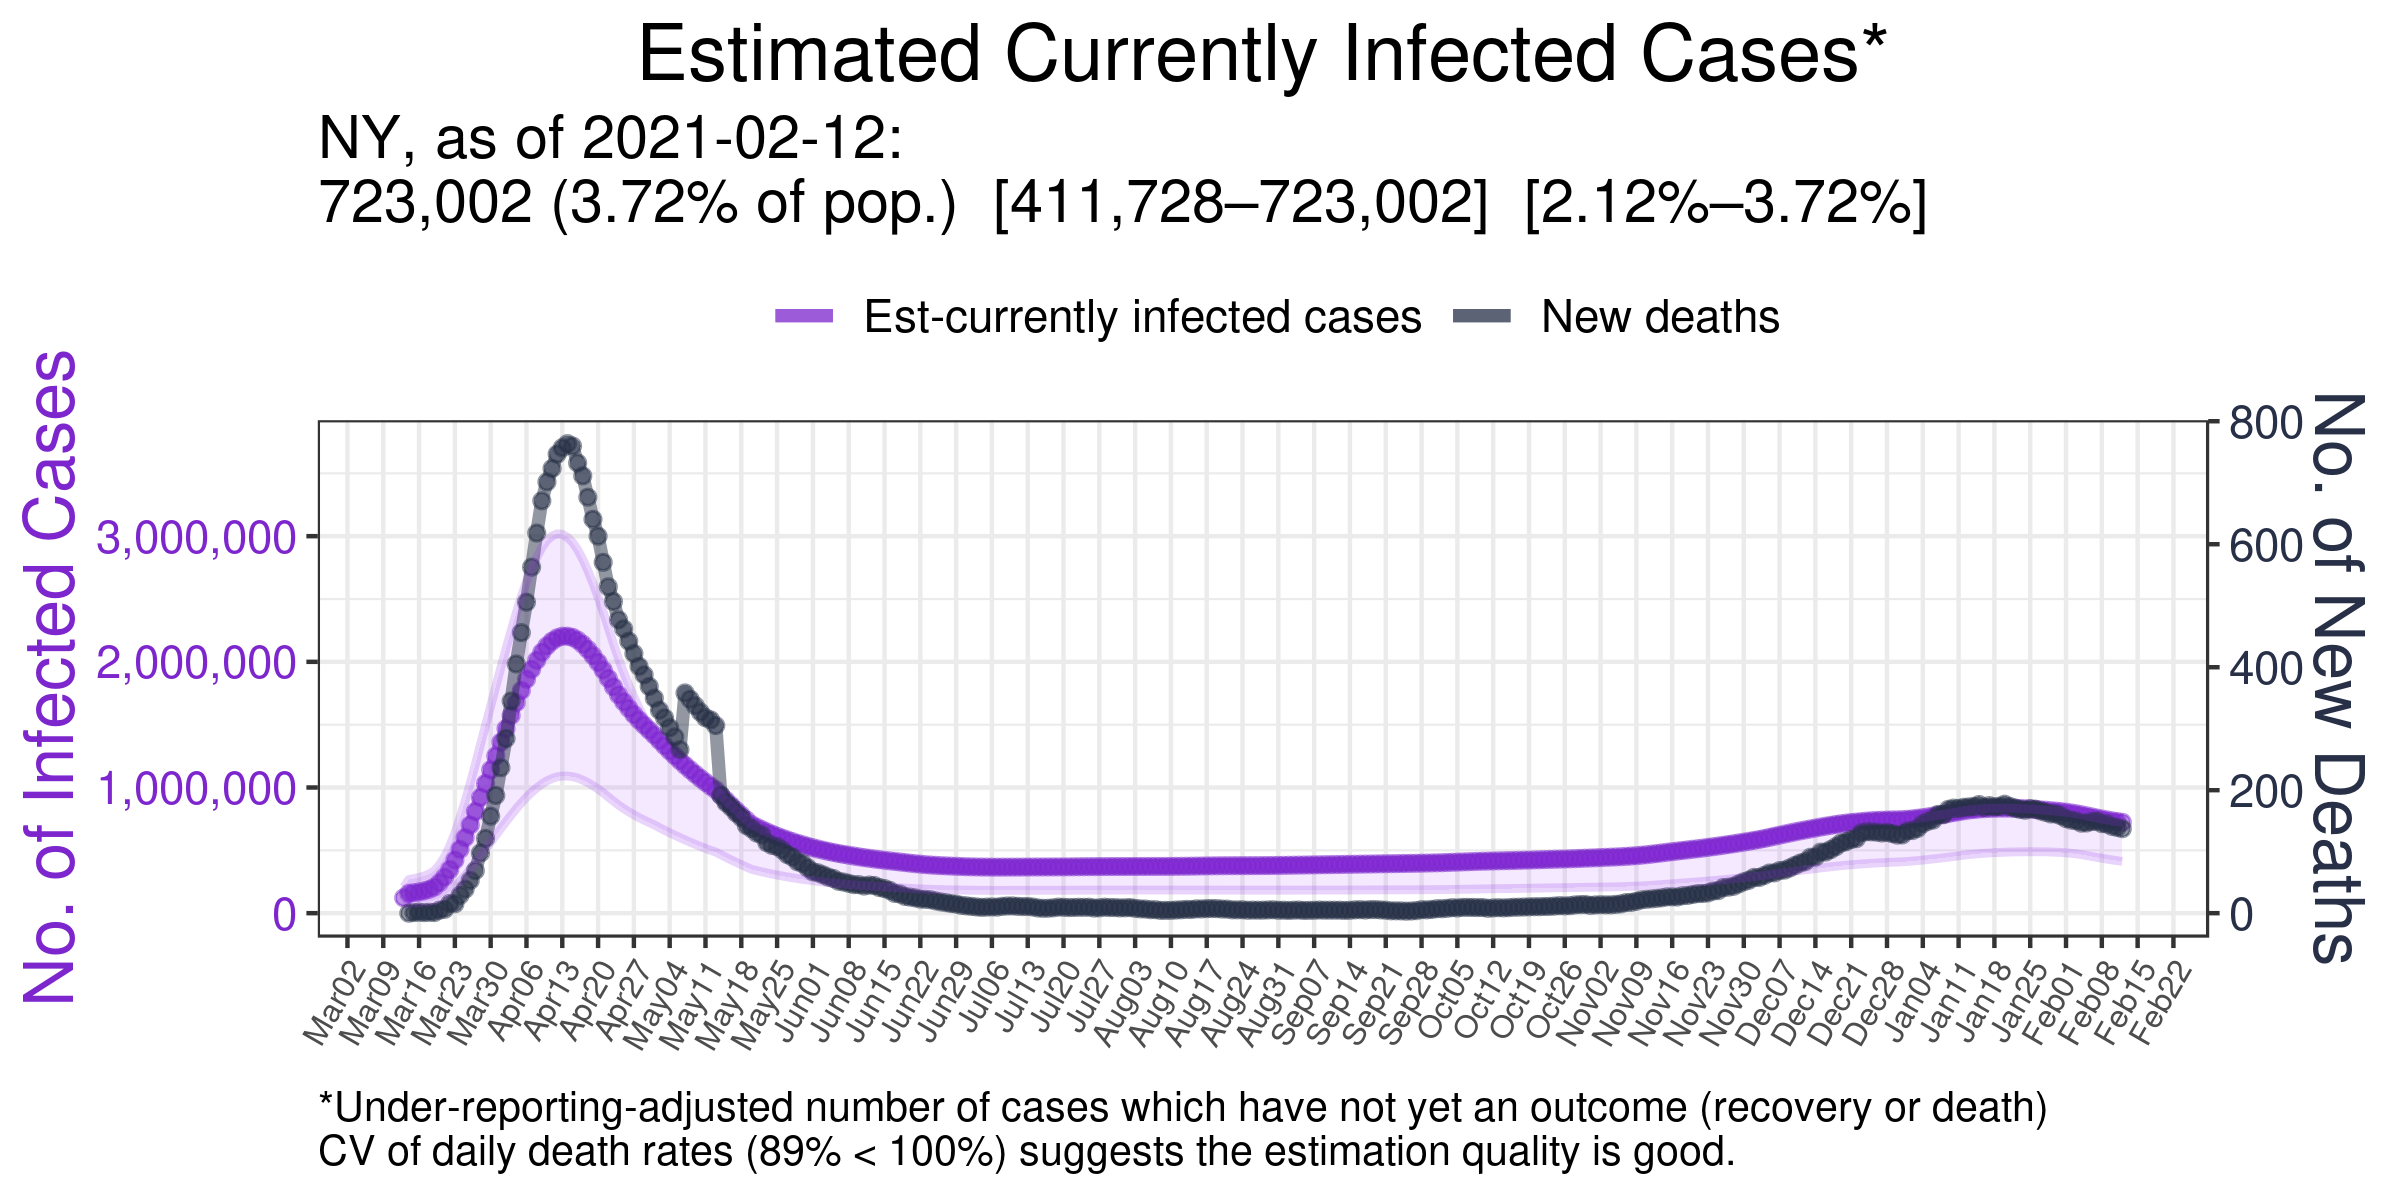 Estimated Currently Infected Cases*
NY, as of 2021-02-12:
723,002 (3.72% of pop.)  [411,728–723,002]  [2.12%–3.72%]
Est-currently infected cases
New deaths
No. of Infected Cases
3,000,000
2,000,000
1,000,000
0
800
600
400
200
0
No. of New Deaths
Mar02
Mar09
Mar16
Mar23
Mar30
Apr06
Apr13
Apr20
Apr27
May04
May11
May18
May25
Jun01
Jun08
Jun15
Jun22
Jun29
Jul06
Jul13
Jul20
Jul27
Aug03
Aug10
Aug17
Aug24
Aug31
Sep07
Sep14
Sep21
Sep28
Oct05
Oct12
Oct19
Oct26
Nov02
Nov09
Nov16
Nov23
Nov30
Dec07
Dec14
Dec21
Dec28
Jan04
Jan11
Jan18
Jan25
Feb01
Feb08
Feb15
Feb22
*Under-reporting-adjusted number of cases which have not yet an outcome (recovery or death)
CV of daily death rates (89% < 100%) suggests the estimation quality is good.